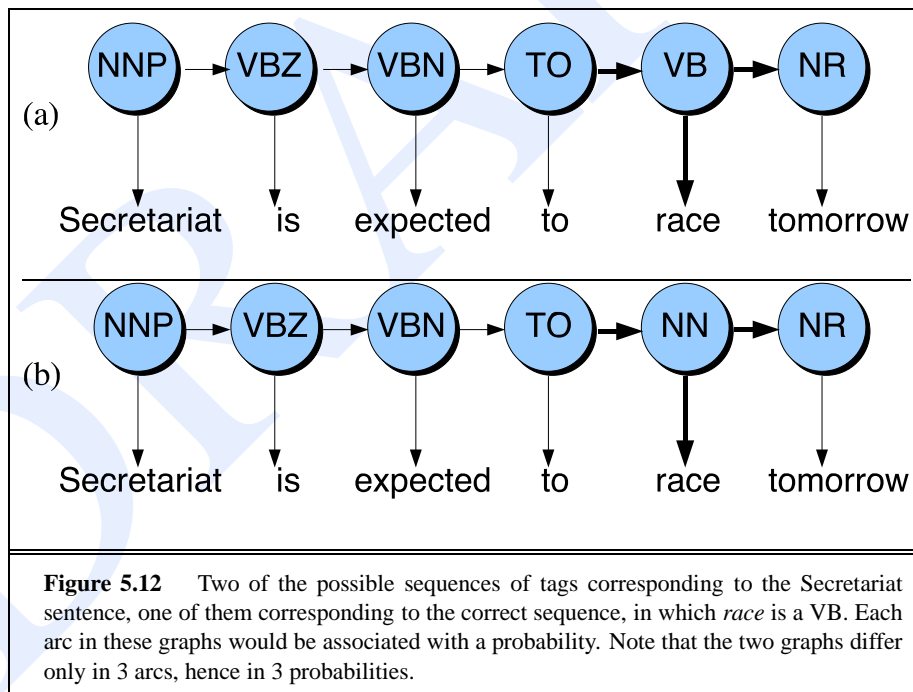 NNP VBZ VBN TO VB NR
(a)
Secretariat is expected to race tomorrow
NNP VBZ VBN TO NN NR
(b)
Secretariat is expected to race tomorrow
Figure 5.12 Two of the possible sequences of tags corresponding to the Secretariat
sentence, one of them corresponding to the correct sequence, in which race is a VB. Each
arc in these graphs would be associated with a probability. Note that the two graphs differ
only in 3 arcs, hence in 3 probabilities.